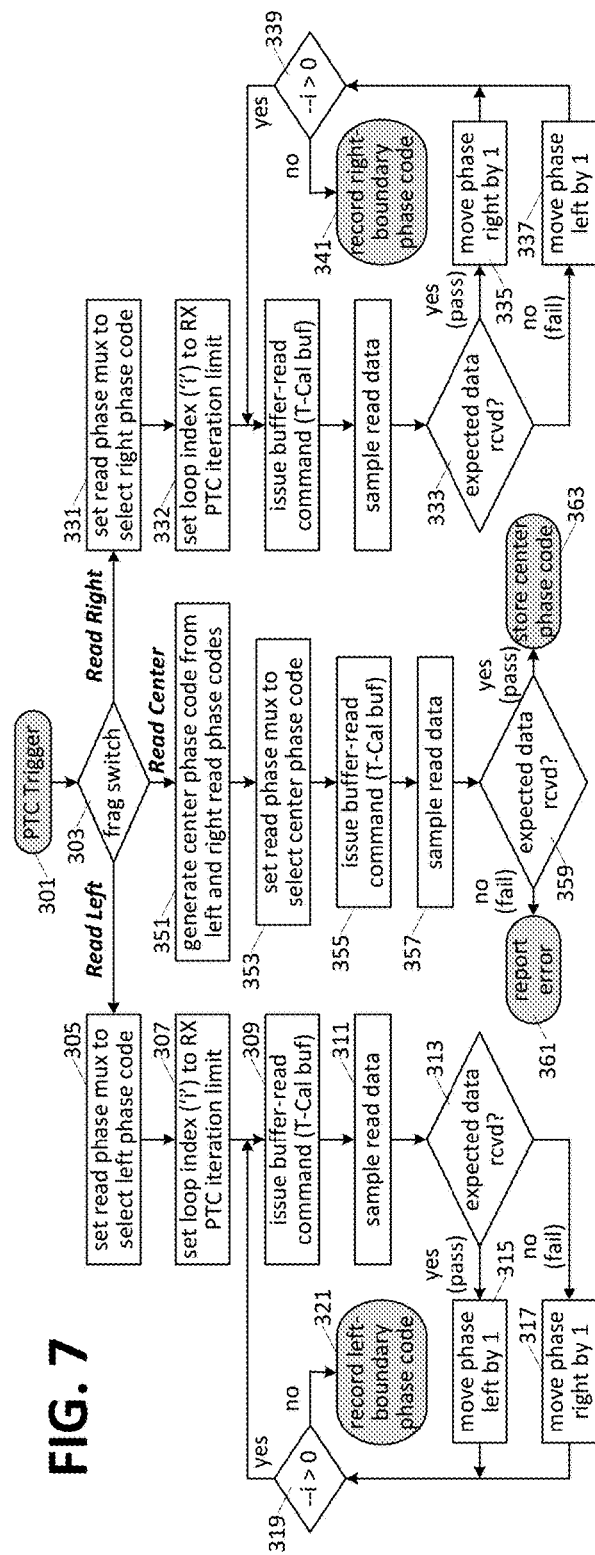 FIG. 7
301
PTC Trigger
303
frag switch
Read Left
Read Center
Read Right
305
set read phase mux to
select left phase code
307
set loop index ('i') to RX
PTC iteration limit
309
issue buffer-read
command (T-Cal buf)
311
sample read data
313
expected data
rcvd?
yes
(pass)
no
(fail)
315
move phase
left by 1
317
move phase
right by 1
319
--i > 0
yes
no
321
record left-
boundary
phase code
351
generate center phase code from
left and right read phase codes
353
set read phase mux to
select center phase code
355
issue buffer-read
command (T-Cal buf)
357
sample read data
359
expected data
rcvd?
no
(fail)
yes
(pass)
361
report
error
363
store center
phase code
331
set read phase mux to
select right phase code
332
set loop index ('i') to RX
PTC iteration limit
issue buffer-read
command (T-Cal buf)
sample read data
333
expected data
rcvd?
yes
(pass)
no
(fail)
335
move phase
right by 1
337
move phase
left by 1
339
--i > 0
yes
no
341
record right-
boundary
phase code